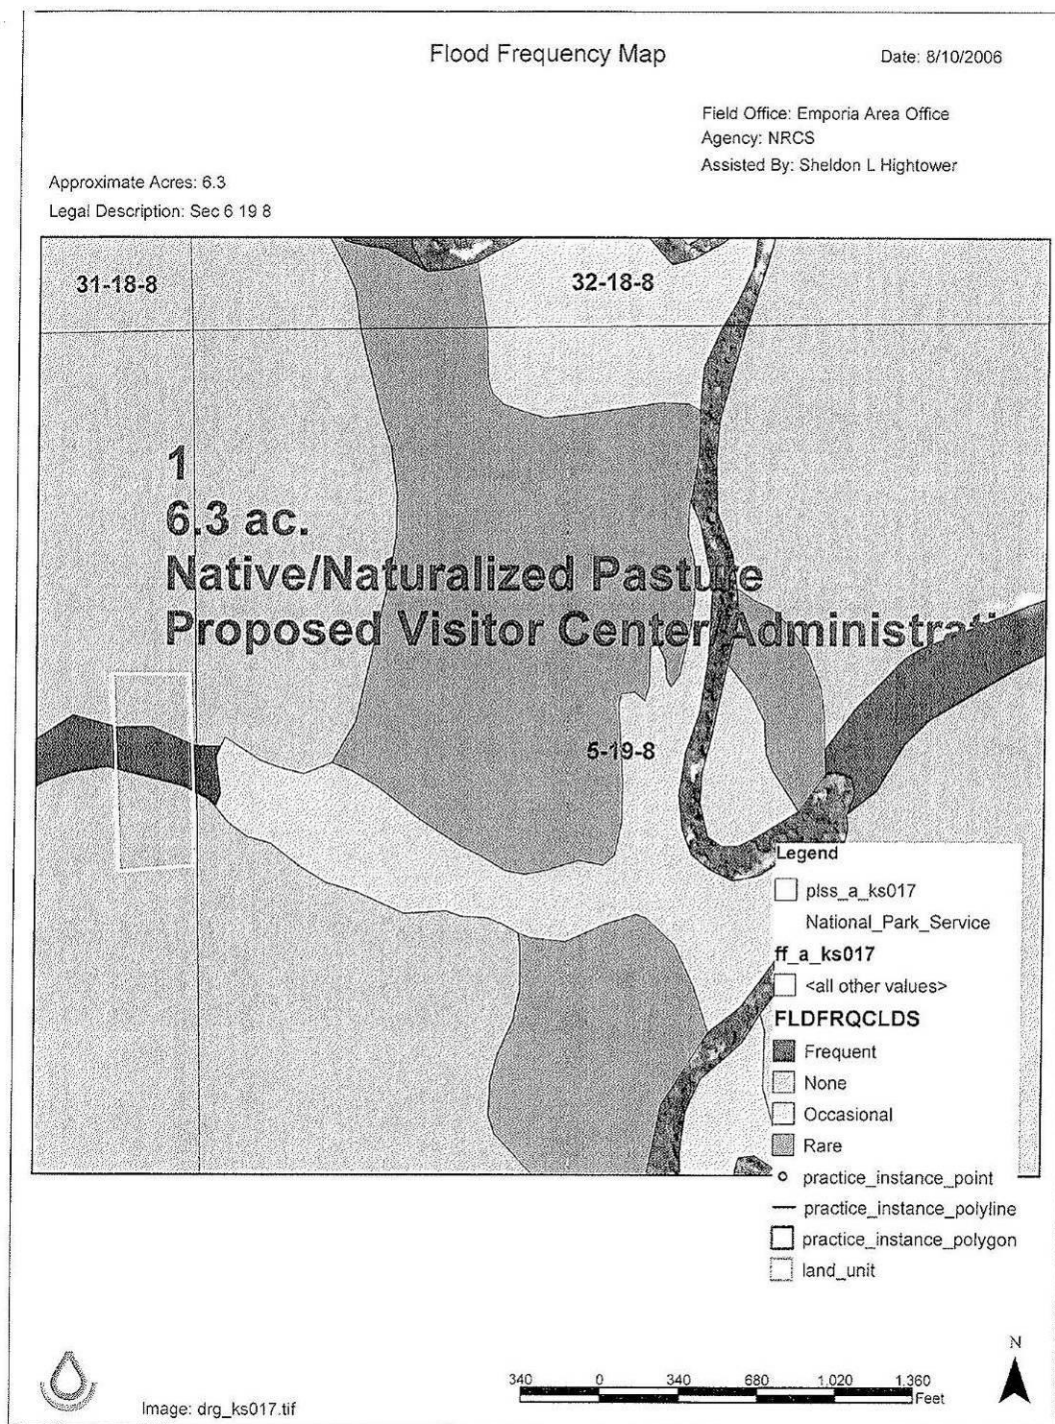 Flood Frequency Map
Date: 8/10/2006
Field Office: Emporia Area Office
Agency: NRCS
Assisted By: Sheldon L Hightower
Approximate Acres: 6.3
Legal Description: Sec 6 19 8
31-18-8
32-18-8
1
6.3 ac.
Native/Naturalized Pasture
Proposed Visitor Center/Administrati
5-19-8
Legend
plss_a_ks017
National_Park_Service
ff_a_ks017
<all other values>
FLDFRQCLDS
Frequent
None
Occasional
Rare
practice_instance_point
practice_instance_polyline
practice_instance_polygon
land_unit
N
340 0 340 680 1,020 1,360
Feet
Image: drg_ks017.tif